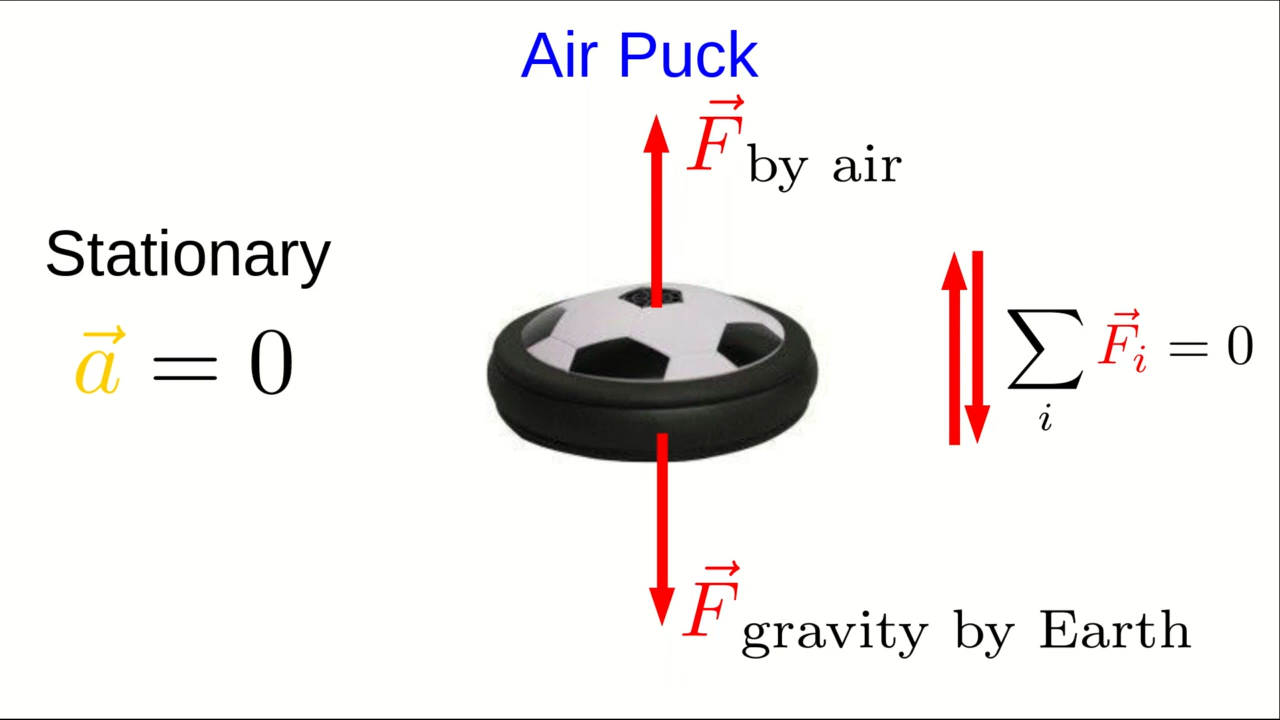 Air Puck
F⃗ by air
Stationary
a⃗ = 0
∑ᵢ F⃗ᵢ = 0
F⃗ gravity by Earth